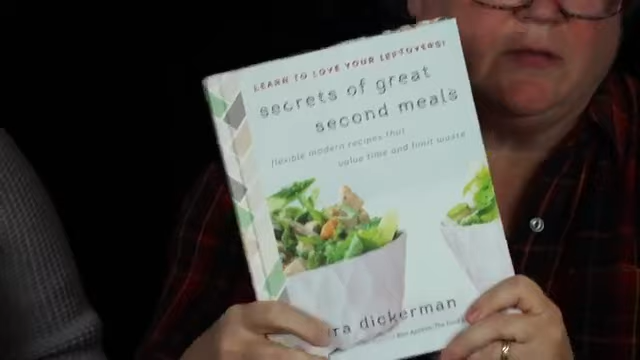 LEARN TO LOVE YOUR LEFTOVERS!
secrets of great
second meals
flexible modern recipes that
value time and limit waste
dickerman